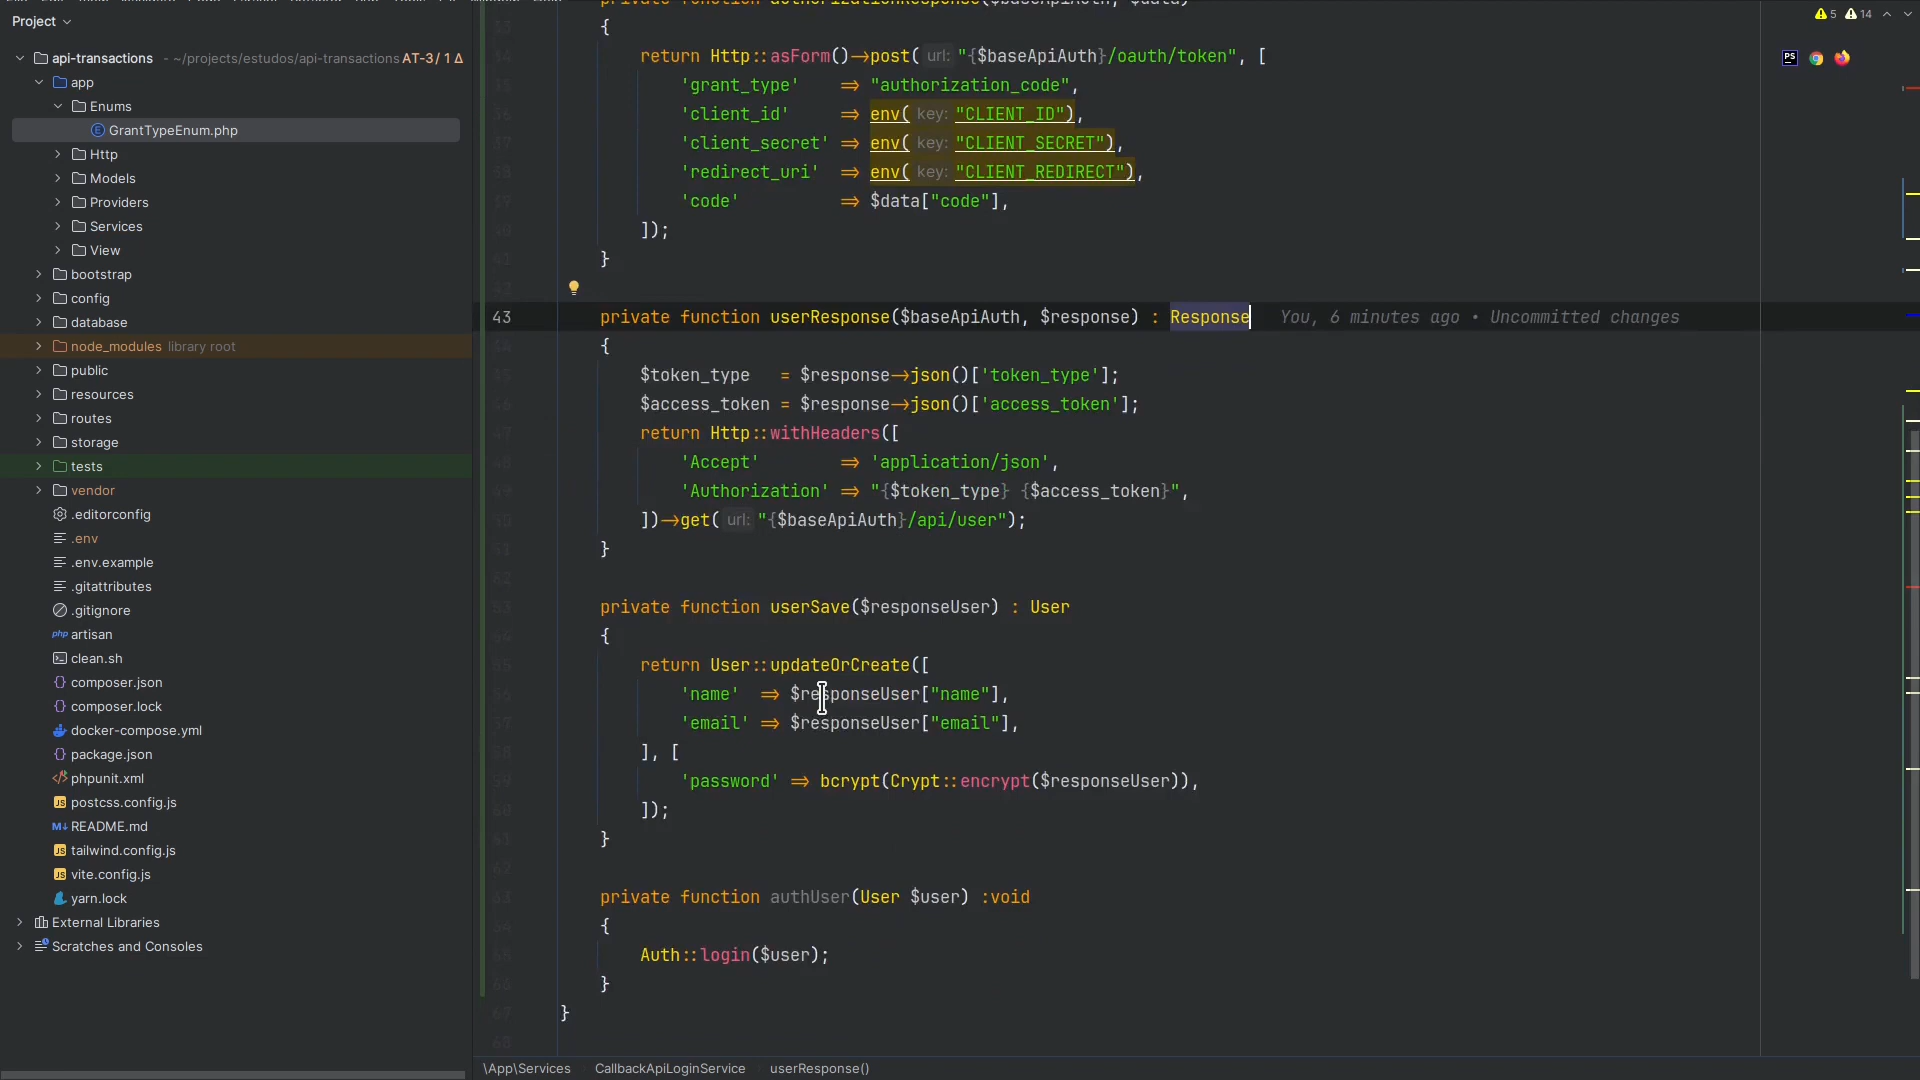 Project
5 14
api-transactions - ~/projects/estudos/api-transactions AT-3/ 1 Δ
app
Enums
GrantTypeEnum.php
Http
Models
Providers
Services
View
bootstrap
config
database
node_modules library root
public
resources
routes
storage
tests
vendor
.editorconfig
.env
.env.example
.gitattributes
.gitignore
php artisan
clean.sh
composer.json
composer.lock
docker-compose.yml
package.json
phpunit.xml
JS postcss.config.js
M↓ README.md
JS tailwind.config.js
JS vite.config.js
yarn.lock
External Libraries
Scratches and Consoles
PS
{
return Http::asForm()->post( url: "{$baseApiAuth}/oauth/token", [
'grant_type' => "authorization_code",
'client_id' => env( key: "CLIENT_ID"),
'client_secret' => env( key: "CLIENT_SECRET"),
'redirect_uri' => env( key: "CLIENT_REDIRECT"),
'code' => $data["code"],
]);
}
43 private function userResponse($baseApiAuth, $response) : Response You, 6 minutes ago • Uncommitted changes
{
$token_type = $response->json()['token_type'];
$access_token = $response->json()['access_token'];
return Http::withHeaders([
'Accept' => 'application/json',
'Authorization' => "{$token_type} {$access_token}",
])->get( url: "{$baseApiAuth}/api/user");
}
private function userSave($responseUser) : User
{
return User::updateOrCreate([
'name' => $responseUser["name"],
'email' => $responseUser["email"],
], [
'password' => bcrypt(Crypt::encrypt($responseUser)),
]);
}
private function authUser(User $user) :void
{
Auth::login($user);
}
}
\App\Services CallbackApiLoginService userResponse()